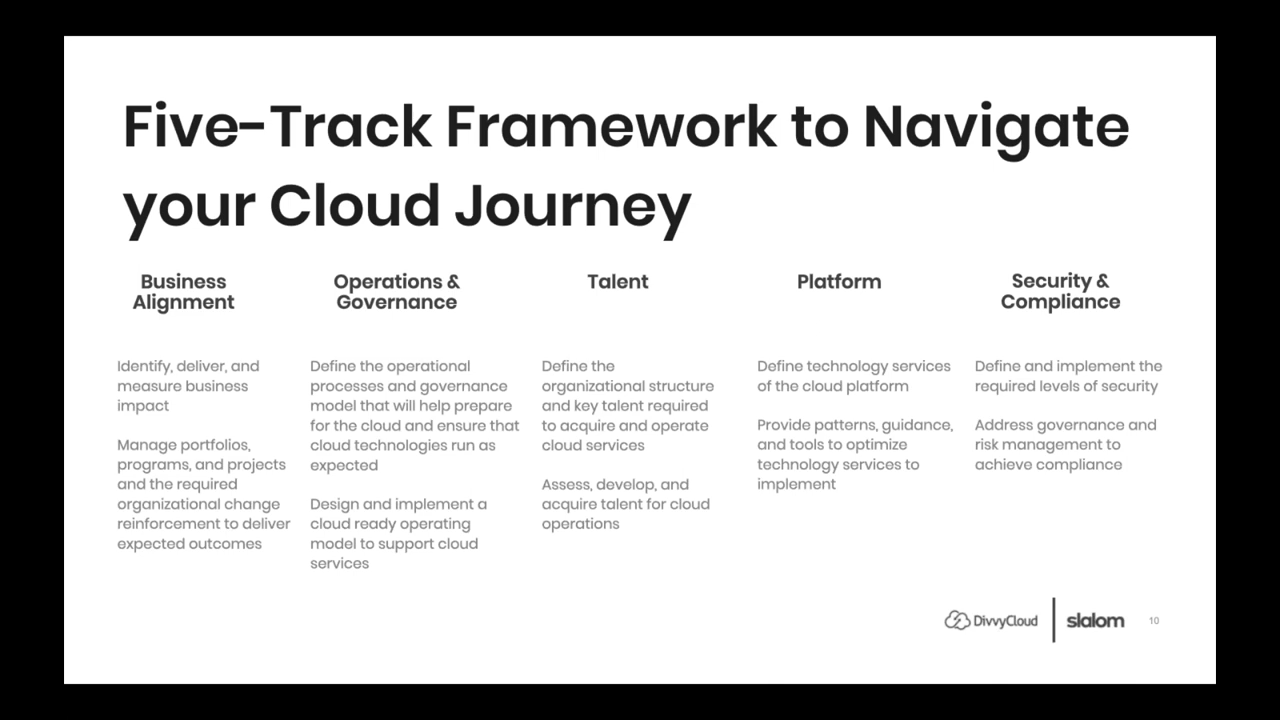 Five-Track Framework to Navigate
your Cloud Journey
Business
Alignment
Identify, deliver, and
measure business
impact
Manage portfolios,
programs, and projects
and the required
organizational change
reinforcement to deliver
expected outcomes
Operations &
Governance
Define the operational
processes and governance
model that will help prepare
for the cloud and ensure that
cloud technologies run as
expected
Design and implement a
cloud ready operating
model to support cloud
services
Talent
Define the
organizational structure
and key talent required
to acquire and operate
cloud services
Assess, develop, and
acquire talent for cloud
operations
Platform
Define technology services
of the cloud platform
Provide patterns, guidance,
and tools to optimize
technology services to
implement
Security &
Compliance
Define and implement the
required levels of security
Address governance and
risk management to
achieve compliance
DivvyCloud
slalom
10